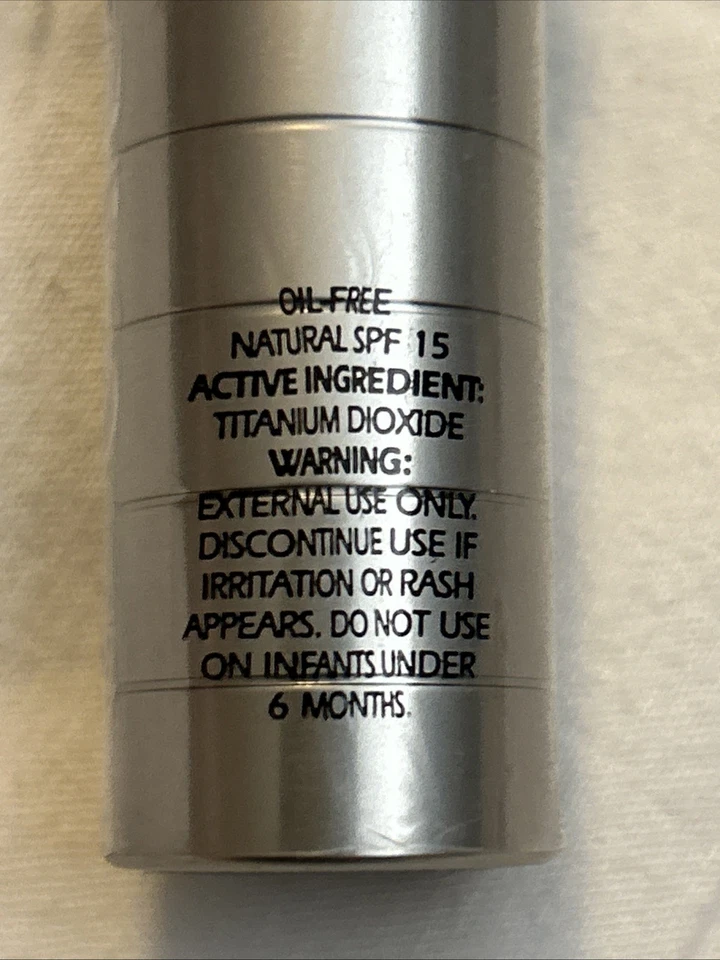 OIL-FREE
NATURAL SPF 15
ACTIVE INGREDIENT:
TITANIUM DIOXIDE
WARNING:
EXTERNAL USE ONLY.
DISCONTINUE USE IF
IRRITATION OR RASH
APPEARS. DO NOT USE
ON INFANTS UNDER
6 MONTHS.